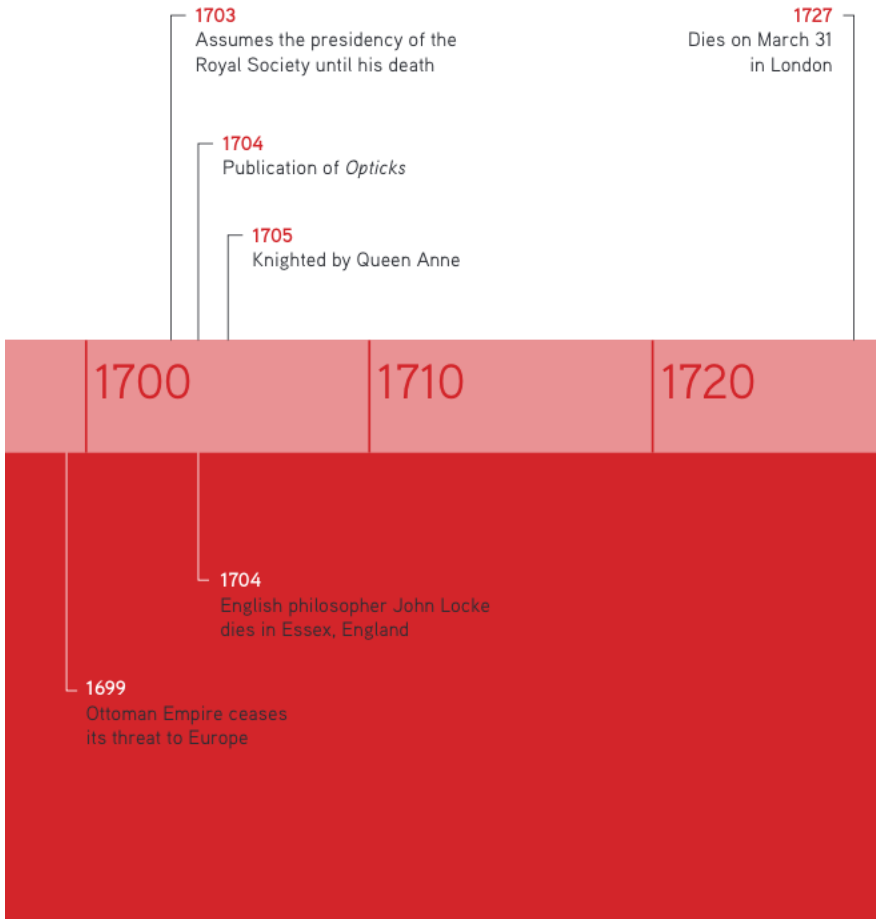 1703
Assumes the presidency of the
Royal Society until his death
1727
Dies on March 31
in London
1704
Publication of Opticks
1705
Knighted by Queen Anne
1700
1710
1720
1704
English philosopher John Locke
dies in Essex, England
1699
Ottoman Empire ceases
its threat to Europe